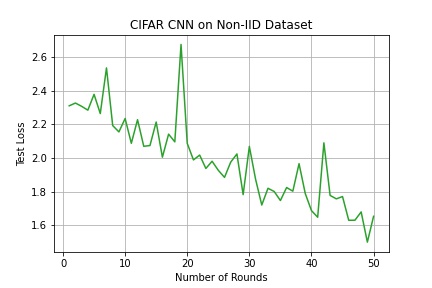 CIFAR CNN on Non-IID Dataset
Test Loss
2.6
2.4
2.2
2.0
1.8
1.6
0 10 20 30 40 50
Number of Rounds